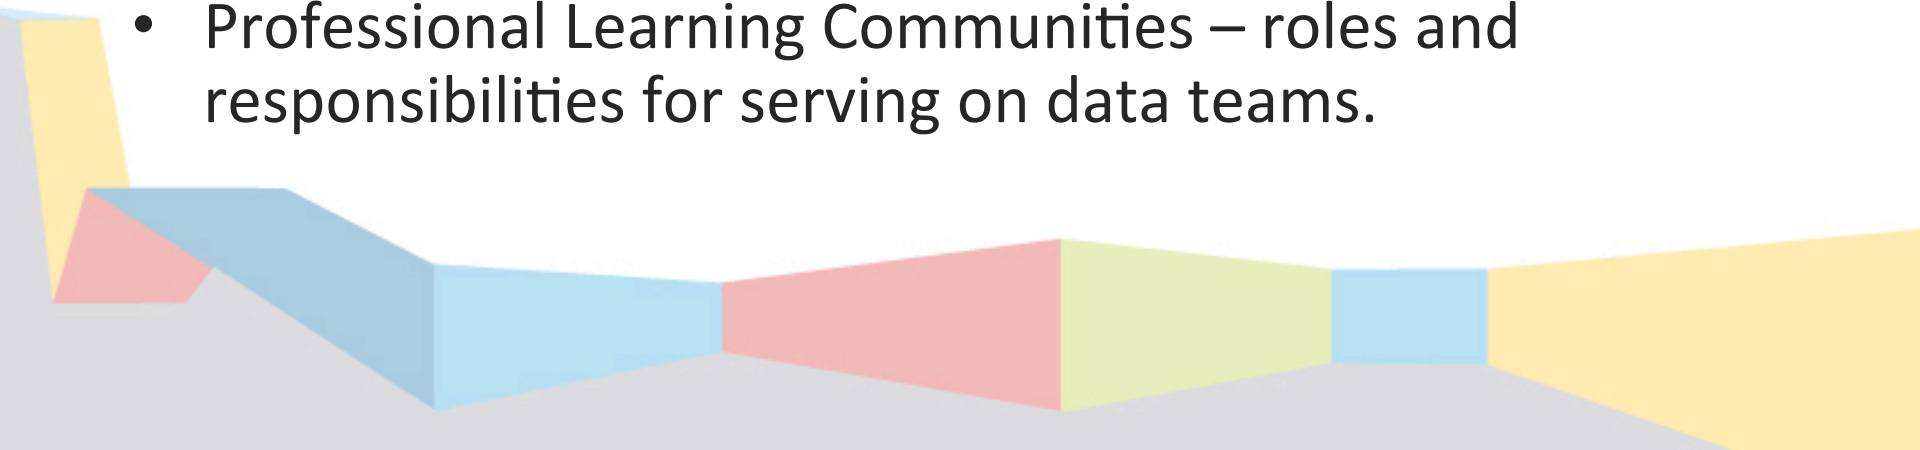 • Professional Learning Communities – roles and
responsibilities for serving on data teams.